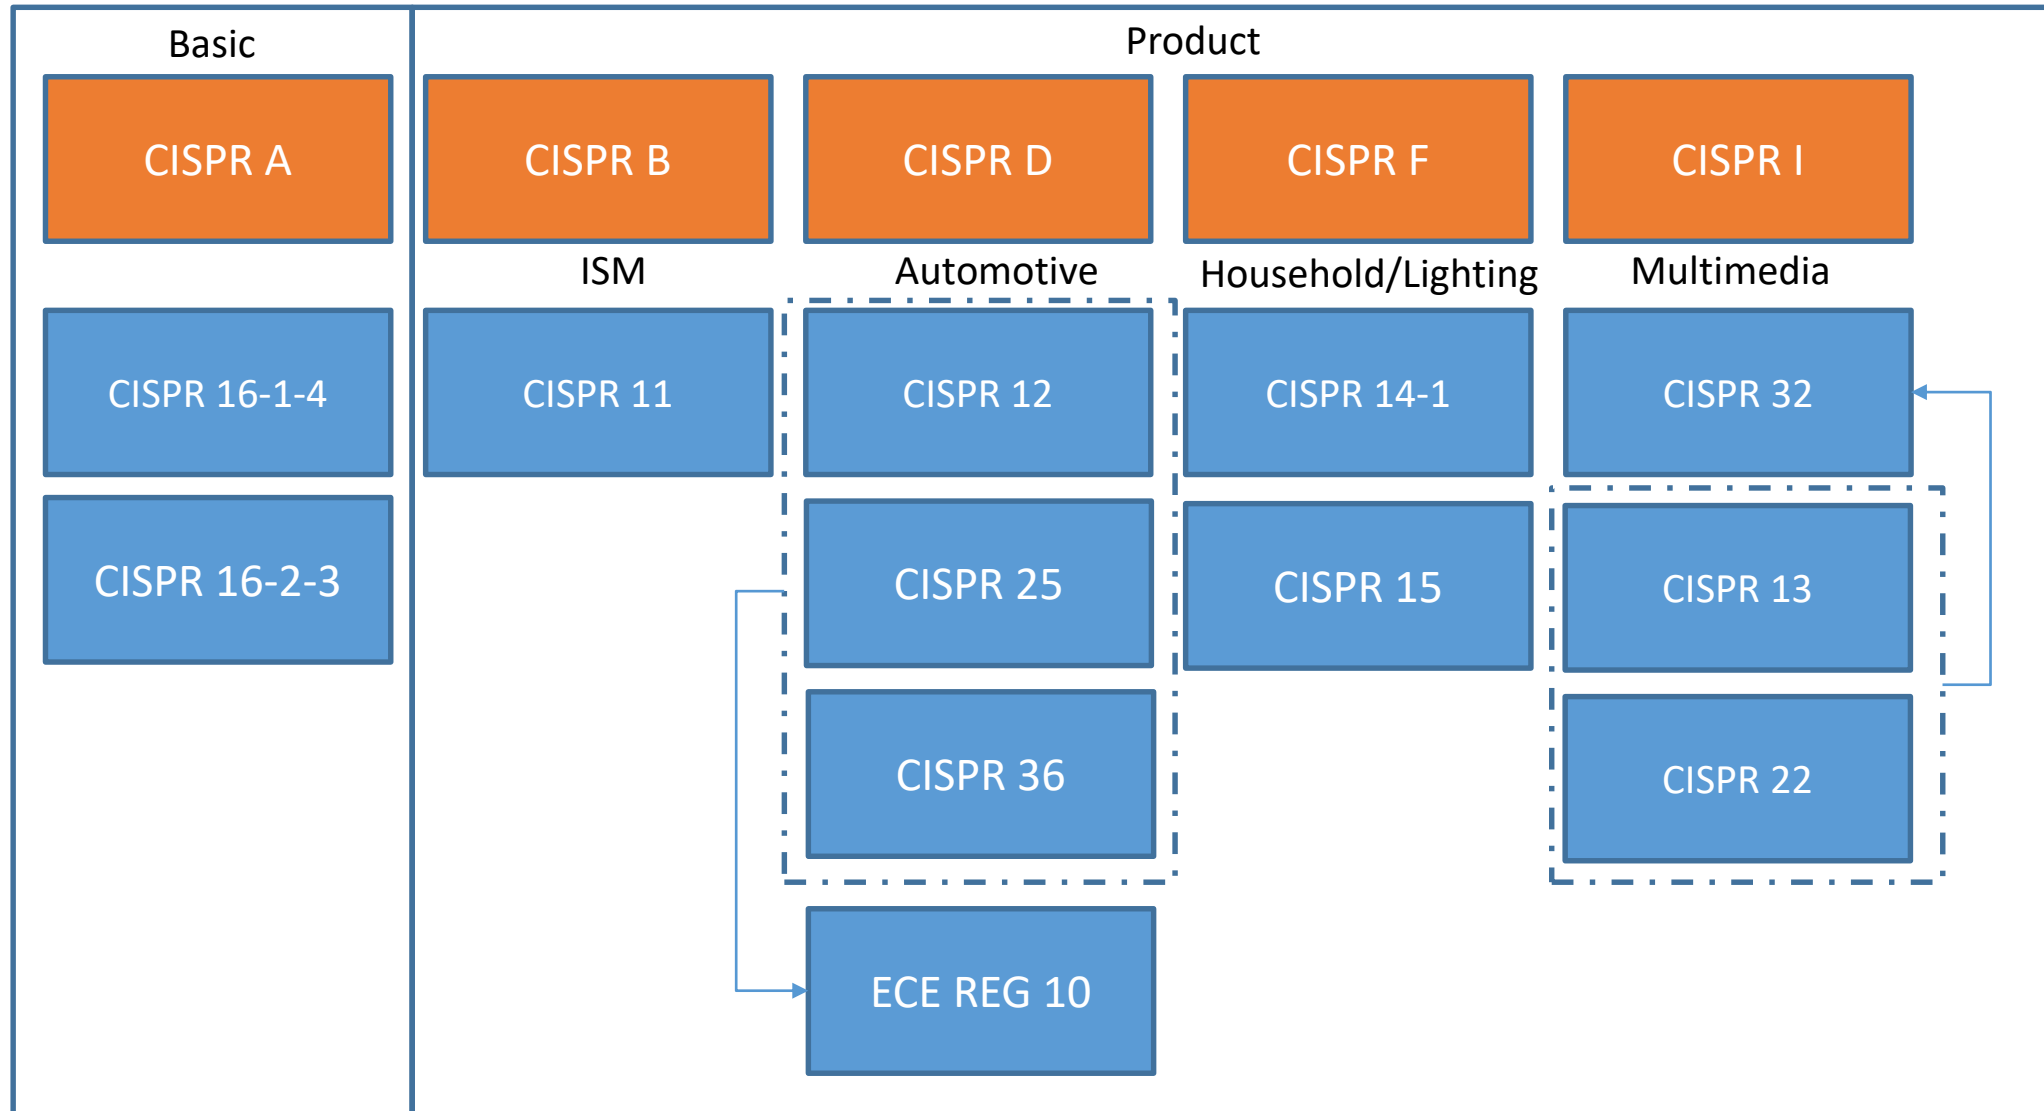 Basic
Product
CISPR A
CISPR B
CISPR D
CISPR F
CISPR I
ISM
Automotive
Household/Lighting
Multimedia
CISPR 16-1-4
CISPR 11
CISPR 12
CISPR 14-1
CISPR 32
CISPR 16-2-3
CISPR 25
CISPR 15
CISPR 13
CISPR 36
CISPR 22
ECE REG 10